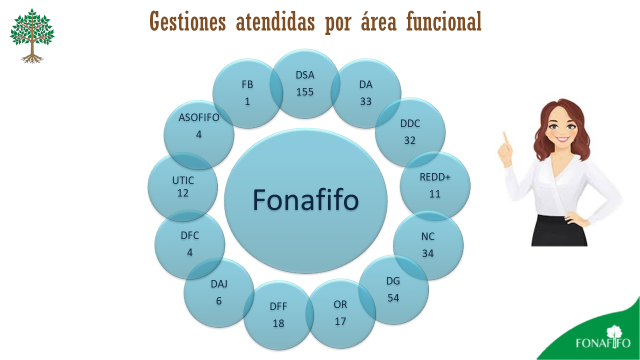 Gestiones atendidas por área funcional
DSA
155
DA
33
DDC
32
REDD+
11
NC
34
DG
54
OR
17
DFF
18
DAJ
6
DFC
4
UTIC
12
ASOFIFO
4
FB
1
Fonafifo
FONAFIFO